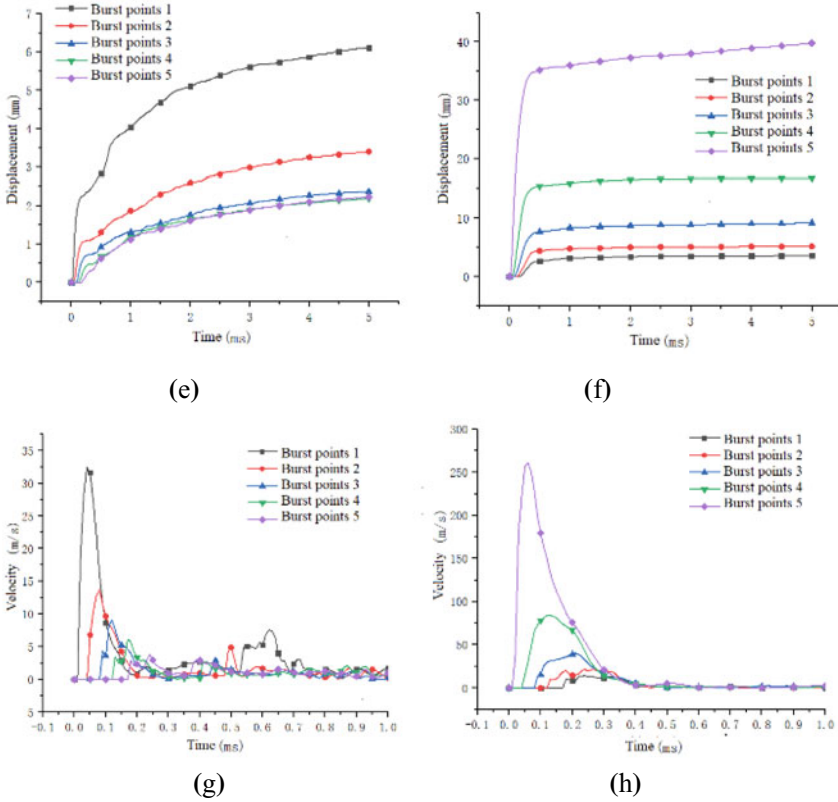 Burst points 1
Burst points 2
Burst points 3
Burst points 4
Burst points 5
Displacement (mm)
7
6
5
4
3
2
1
0
0 1 2 3 4 5
Time (ms)
(e)
Displacement (mm)
40
30
20
10
0
Burst points 1
Burst points 2
Burst points 3
Burst points 4
Burst points 5
0 1 2 3 4 5
Time (ms)
(f)
Velocity (m/s)
35
30
25
20
15
10
5
0
5
Burst points 1
Burst points 2
Burst points 3
Burst points 4
Burst points 5
-0.1 0.0 0.1 0.2 0.3 0.4 0.5 0.6 0.7 0.8 0.9 1.0
Time (ms)
(g)
Velocity (m/s)
300
250
200
150
100
50
0
Burst points 1
Burst points 2
Burst points 3
Burst points 4
Burst points 5
-0.1 0.0 0.1 0.2 0.3 0.4 0.5 0.6 0.7 0.8 0.9 1.0
Time (ms)
(h)